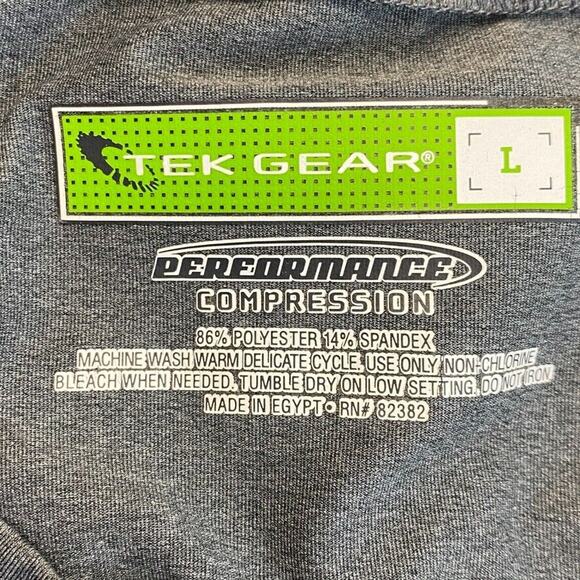 TEK GEAR® L
PERFORMANCE
COMPRESSION
86% POLYESTER 14% SPANDEX
MACHINE WASH WARM DELICATE CYCLE. USE ONLY NON-CHLORINE
BLEACH WHEN NEEDED. TUMBLE DRY ON LOW SETTING. DO NOT IRON
MADE IN EGYPT • RN# 82382